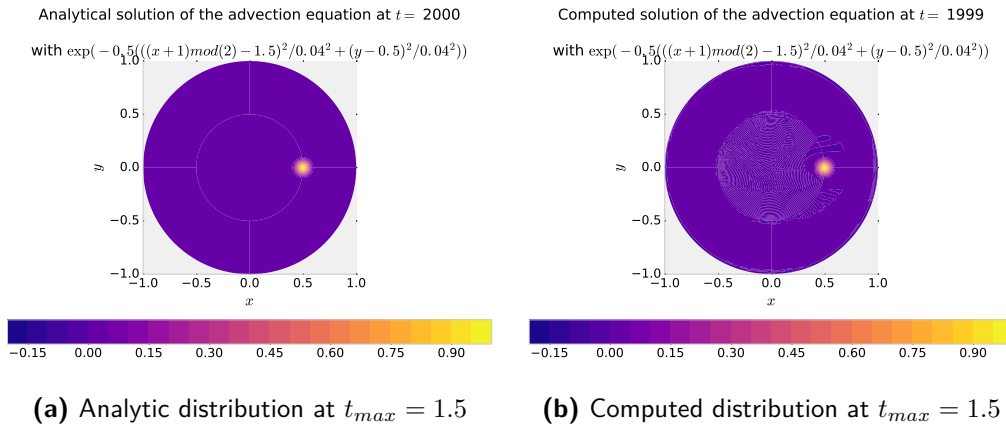 Analytical solution of the advection equation at t = 2000
with exp(−0.5(((x+1)mod(2)−1.5)²/0.04²+(y−0.5)²/0.04²))
1.0
0.5
0.0
−0.5
−1.0
y
−1.0 −0.5 0.0 0.5 1.0
x
−0.15 0.00 0.15 0.30 0.45 0.60 0.75 0.90
(a) Analytic distribution at tmax = 1.5
Computed solution of the advection equation at t = 1999
with exp(−0.5(((x+1)mod(2)−1.5)²/0.04²+(y−0.5)²/0.04²))
1.0
0.5
0.0
−0.5
−1.0
y
−1.0 −0.5 0.0 0.5 1.0
x
−0.15 0.00 0.15 0.30 0.45 0.60 0.75 0.90
(b) Computed distribution at tmax = 1.5